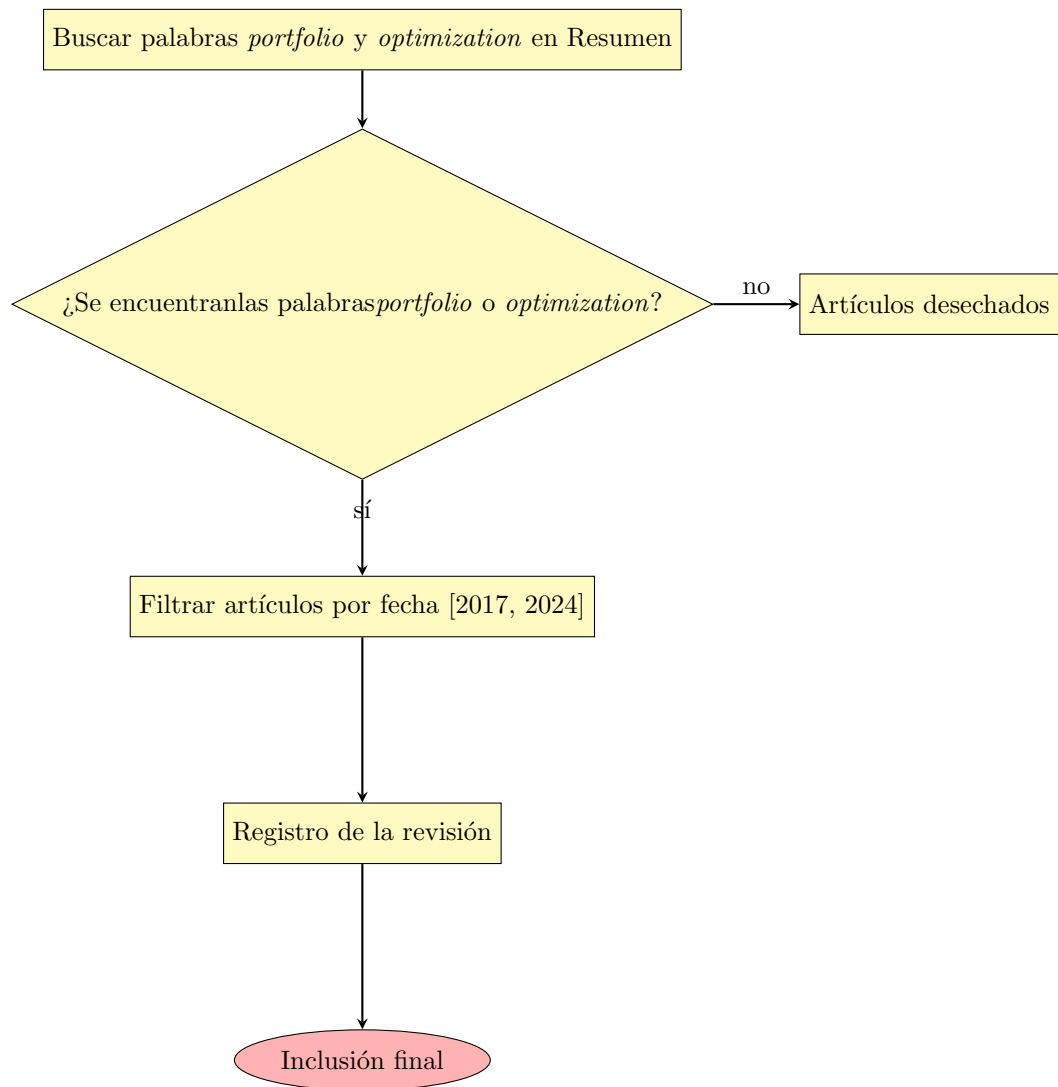 Buscar palabras portfolio y optimization en Resumen
¿Se encuentranlas palabrasportfolio o optimization?
no
Artículos desechados
sí
Filtrar artículos por fecha [2017, 2024]
Registro de la revisión
Inclusión final